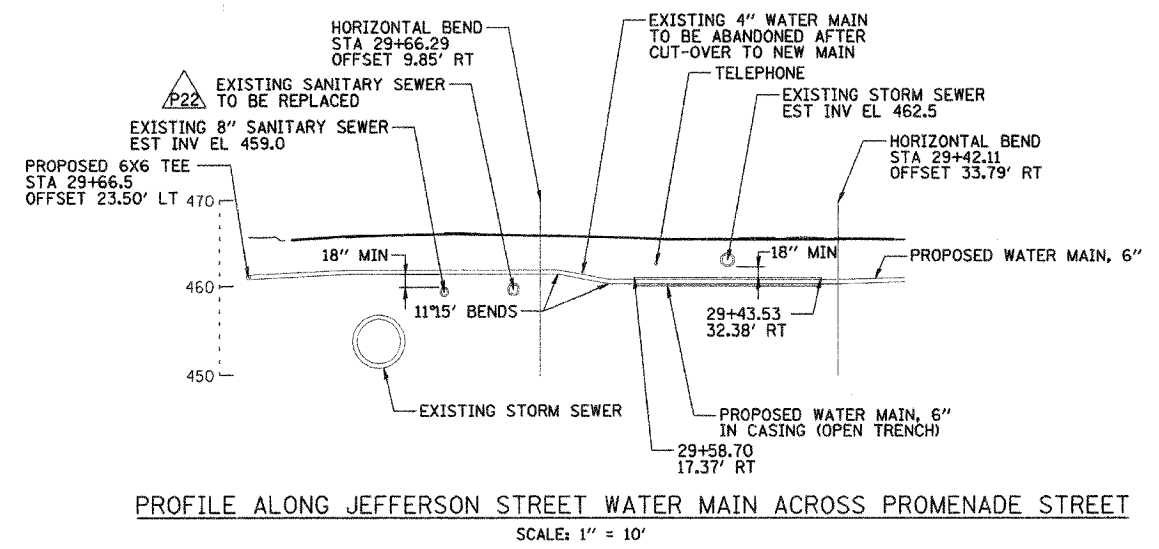 HORIZONTAL BEND
STA 29+66.29
OFFSET 9.85' RT
EXISTING 4" WATER MAIN
TO BE ABANDONED AFTER
CUT-OVER TO NEW MAIN
TELEPHONE
P22
EXISTING SANITARY SEWER
TO BE REPLACED
EXISTING STORM SEWER
EST INV EL 462.5
EXISTING 8" SANITARY SEWER
EST INV EL 459.0
HORIZONTAL BEND
STA 29+42.11
OFFSET 33.79' RT
PROPOSED 6X6 TEE
STA 29+66.5
OFFSET 23.50' LT
470
18" MIN
18" MIN
PROPOSED WATER MAIN, 6"
460
11°15' BENDS
29+43.53
32.38' RT
450
EXISTING STORM SEWER
PROPOSED WATER MAIN, 6"
IN CASING (OPEN TRENCH)
29+58.70
17.37' RT
PROFILE ALONG JEFFERSON STREET WATER MAIN ACROSS PROMENADE STREET
SCALE: 1" = 10'